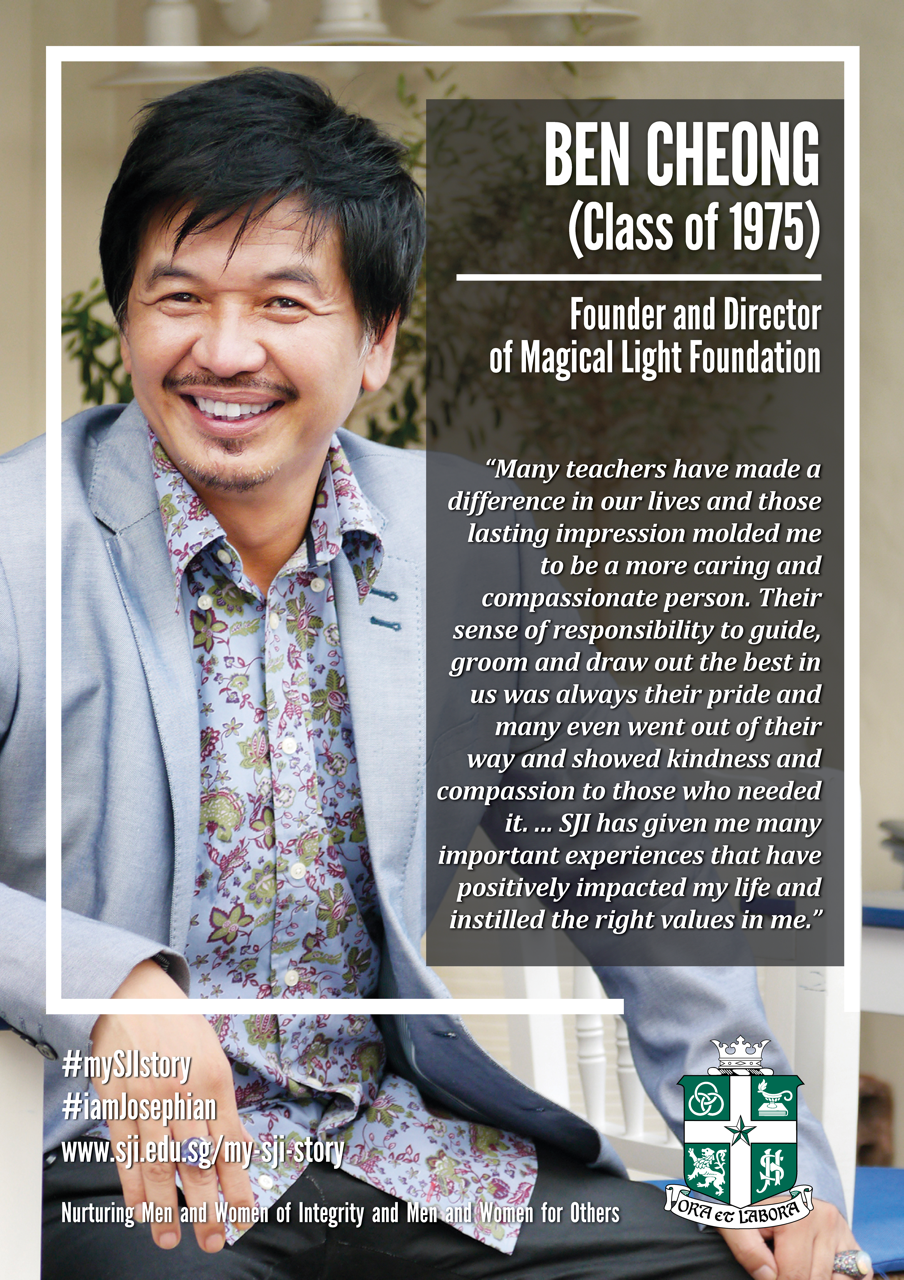 BEN CHEONG
(Class of 1975)
Founder and Director
of Magical Light Foundation
“Many teachers have made a
difference in our lives and those
lasting impression molded me
to be a more caring and
compassionate person. Their
sense of responsibility to guide,
groom and draw out the best in
us was always their pride and
many even went out of their
way and showed kindness and
compassion to those who needed
it. ... SJI has given me many
important experiences that have
positively impacted my life and
instilled the right values in me.”
#mySJIstory
#iamJosephian
www.sji.edu.sg/my-sji-story
Nurturing Men and Women of Integrity and Men and Women for Others
ORA ET LABORA